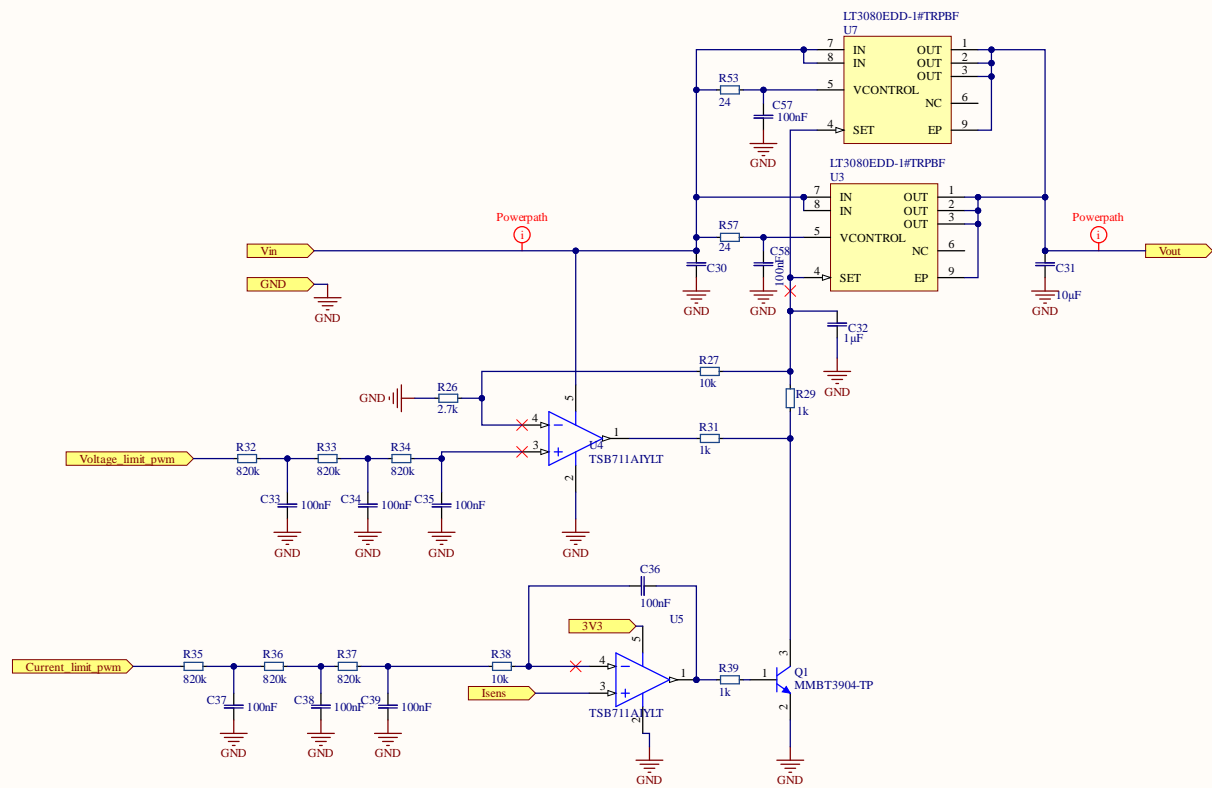 LT3080EDD-1#TRPBF
U7
7 IN OUT 1
8 IN OUT 2
OUT 3
R53
24
5 VCONTROL
NC 6
C57
100nF
4 SET EP 9
GND
LT3080EDD-1#TRPBF
U3
7 IN OUT 1
8 IN OUT 2
OUT 3
Powerpath
i
Powerpath
i
R57
24
5 VCONTROL
NC 6
Vin
Vout
C30
C58
100nF
4 SET EP 9
C31
10µF
GND
GND
GND
GND
GND
C32
1µF
GND
R27
10k
GND
R26
2.7k
R29
1k
5
4
3
1
2
U4
TSB711AIYLT
R31
1k
Voltage_limit_pwm
R32
820k
R33
820k
R34
820k
C33
100nF
C34
100nF
C35
100nF
GND
GND
GND
GND
C36
100nF
U5
3V3
5
Current_limit_pwm
R35
820k
R36
820k
R37
820k
R38
10k
4
3
1
2
Isens
TSB711AIYLT
R39
1k
1
3
2
Q1
MMBT3904-TP
C37
100nF
C38
100nF
C39
100nF
GND
GND
GND
GND
GND